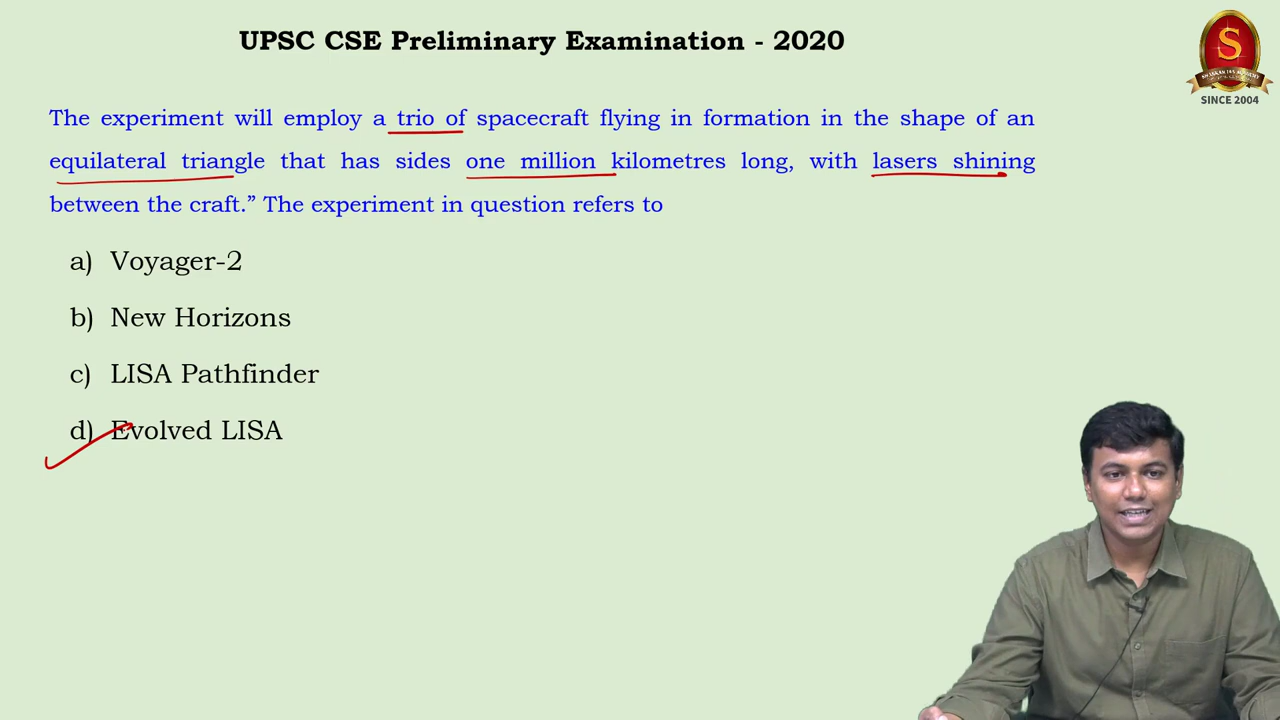 UPSC CSE Preliminary Examination - 2020
S
SINCE 2004
The experiment will employ a trio of spacecraft flying in formation in the shape of an
equilateral triangle that has sides one million kilometres long, with lasers shining
between the craft.” The experiment in question refers to
a) Voyager-2
b) New Horizons
c) LISA Pathfinder
d) Evolved LISA